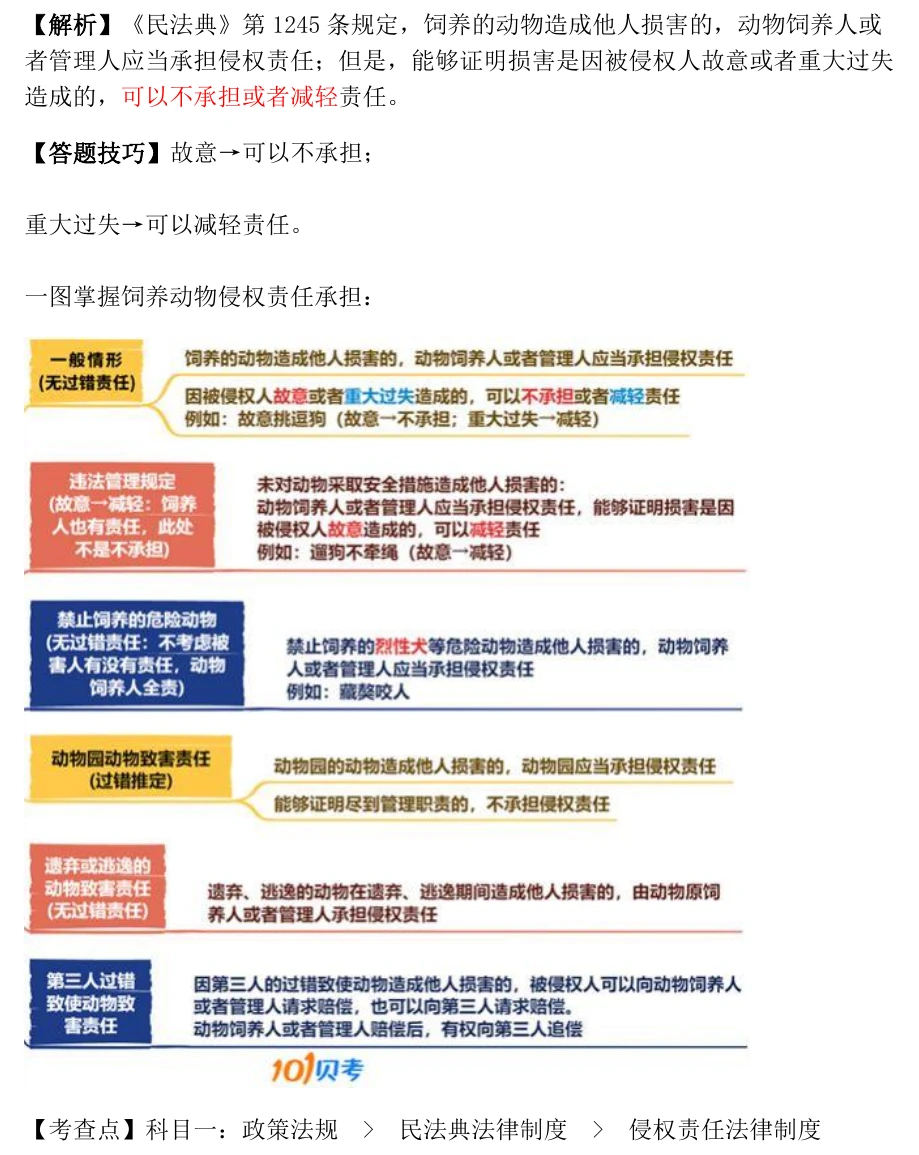 【解析】《民法典》第 1245 条规定，饲养的动物造成他人损害的，动物饲养人或
者管理人应当承担侵权责任；但是，能够证明损害是因被侵权人故意或者重大过失
造成的，可以不承担或者减轻责任。
【答题技巧】故意→可以不承担；
重大过失→可以减轻责任。
一图掌握饲养动物侵权责任承担：
一般情形
(无过错责任)
饲养的动物造成他人损害的，动物饲养人或者管理人应当承担侵权责任
因被侵权人故意或者重大过失造成的，可以不承担或者减轻责任
例如：故意挑逗狗（故意→不承担；重大过失→减轻）
违法管理规定
(故意→减轻：饲养
人也有责任，此处
不是不承担)
未对动物采取安全措施造成他人损害的：
动物饲养人或者管理人应当承担侵权责任，能够证明损害是因
被侵权人故意造成的，可以减轻责任
例如：遛狗不牵绳（故意→减轻）
禁止饲养的危险动物
(无过错责任：不考虑被
害人有没有责任，动物
饲养人全责)
禁止饲养的烈性犬等危险动物造成他人损害的，动物饲养
人或者管理人应当承担侵权责任
例如：藏獒咬人
动物园动物致害责任
(过错推定)
动物园的动物造成他人损害的，动物园应当承担侵权责任
能够证明尽到管理职责的，不承担侵权责任
遗弃或逃逸的
动物致害责任
(无过错责任)
遗弃、逃逸的动物在遗弃、逃逸期间造成他人损害的，由动物原饲
养人或者管理人承担侵权责任
第三人过错
致使动物致
害责任
因第三人的过错致使动物造成他人损害的，被侵权人可以向动物饲养人
或者管理人请求赔偿，也可以向第三人请求赔偿。
动物饲养人或者管理人赔偿后，有权向第三人追偿
101贝考
【考查点】科目一：政策法规 > 民法典法律制度 > 侵权责任法律制度